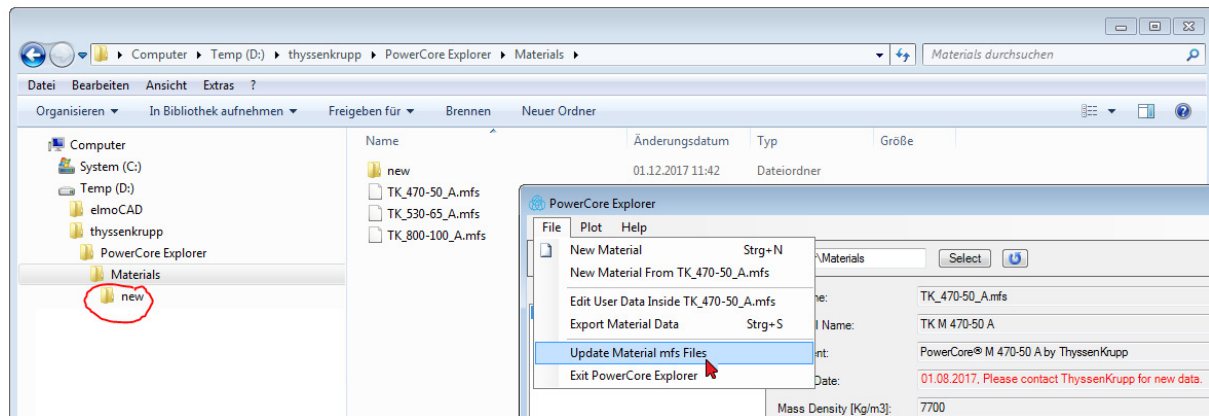 Computer ▸ Temp (D:) ▸ thyssenkrupp ▸ PowerCore Explorer ▸ Materials ▸
Materials durchsuchen
Datei Bearbeiten Ansicht Extras ?
Organisieren In Bibliothek aufnehmen Freigeben für Brennen Neuer Ordner
Computer
System (C:)
Temp (D:)
elmoCAD
thyssenkrupp
PowerCore Explorer
Materials
new
Name Änderungsdatum Typ Größe
new 01.12.2017 11:42 Dateiordner
TK_470-50_A.mfs
TK_530-65_A.mfs
TK_800-100_A.mfs
PowerCore Explorer
File Plot Help
New Material Strg+N
New Material From TK_470-50_A.mfs
Edit User Data Inside TK_470-50_A.mfs
Export Material Data Strg+S
Update Material mfs Files
Exit PowerCore Explorer
\Materials Select
TK_470-50_A.mfs
Name: TK M 470-50 A
PowerCore® M 470-50 A by ThyssenKrupp
Date: 01.08.2017, Please contact ThyssenKrupp for new data.
Mass Density [Kg/m3]: 7700